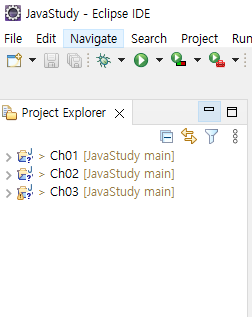 JavaStudy - Eclipse IDE
File Edit Navigate Search Project Run
Project Explorer
> Ch01 [JavaStudy main]
> Ch02 [JavaStudy main]
> Ch03 [JavaStudy main]